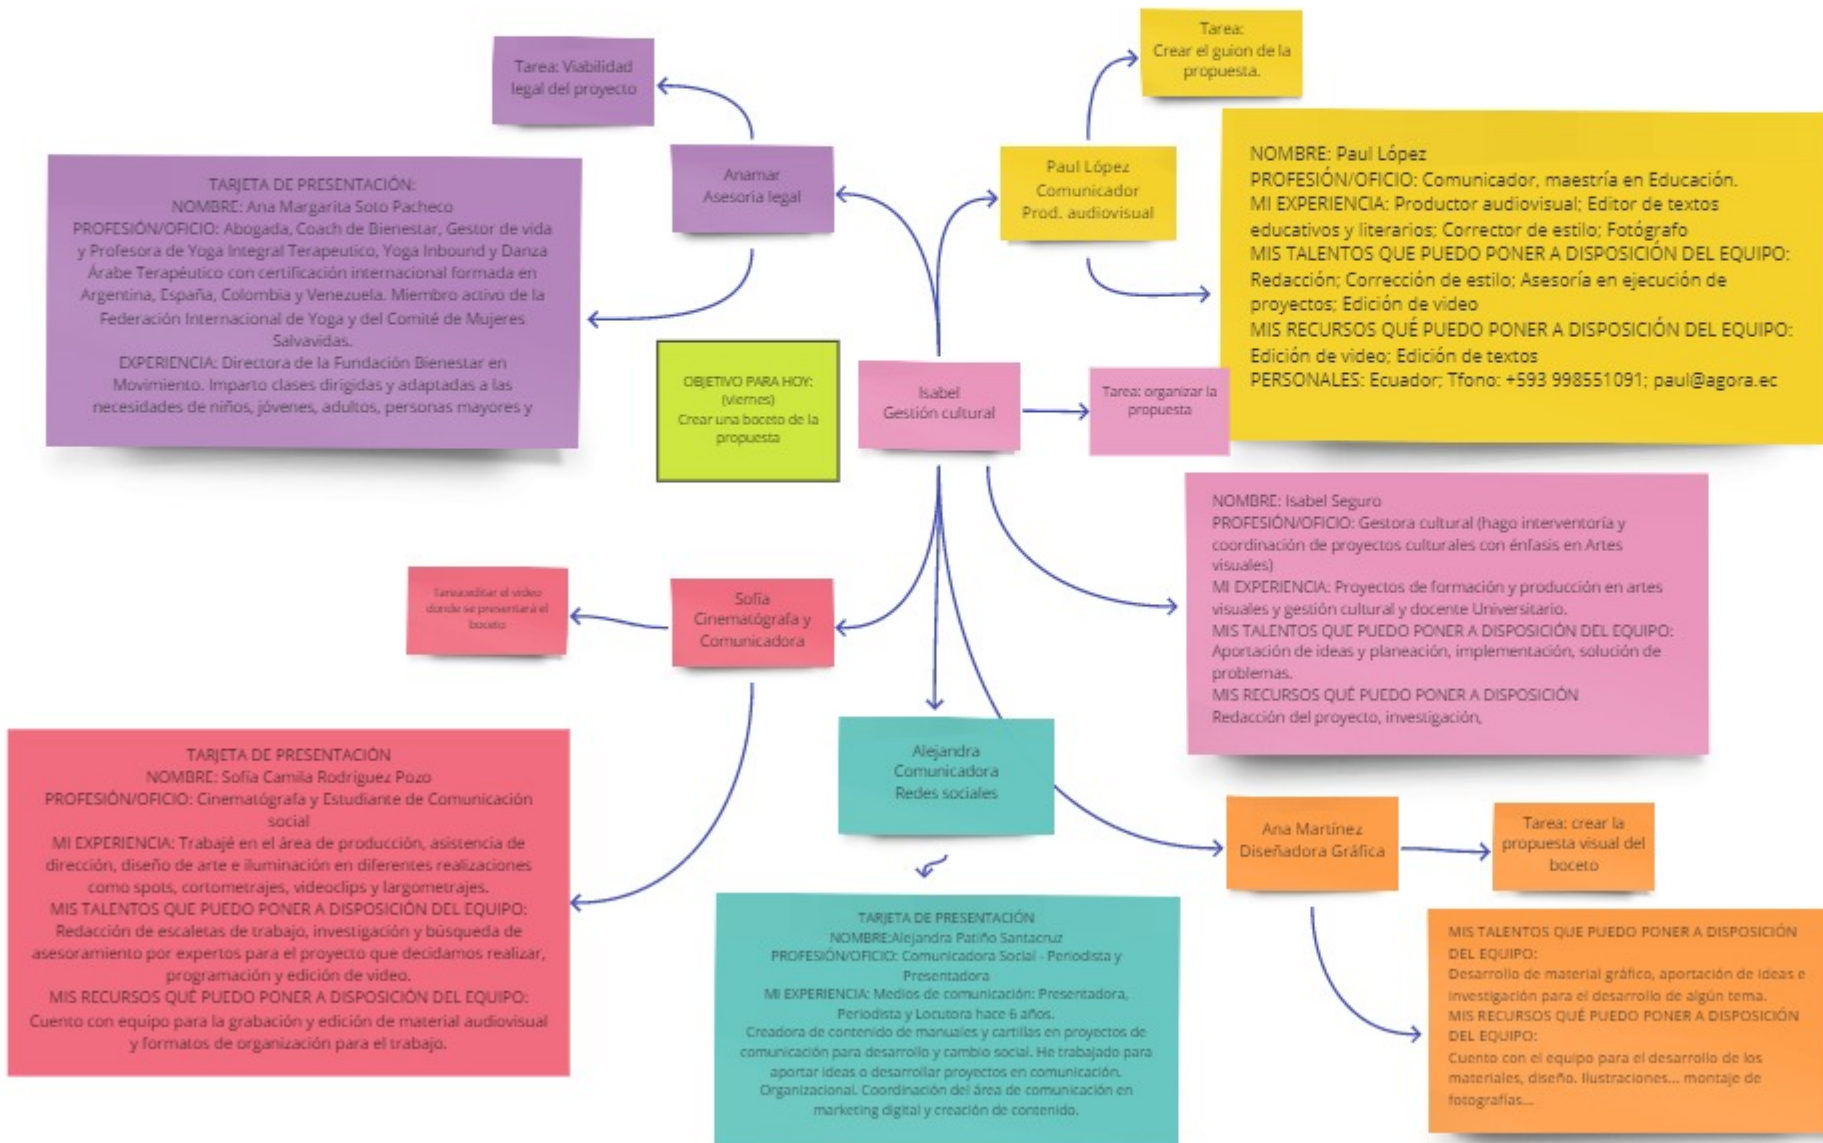 Tarea: Viabilidad
legal del proyecto
Tarea:
Crear el guion de la
propuesta.
Anamar
Asesoria legal
Paul López
Comunicador
Prod. audiovisual
TARJETA DE PRESENTACIÓN:
NOMBRE: Ana Margarita Soto Pacheco
PROFESIÓN/OFICIO: Abogada, Coach de Bienestar, Gestor de vida
y Profesora de Yoga Integral Terapeutico, Yoga Inbound y Danza
Árabe Terapéutico con certificación internacional formada en
Argentina, España, Colombia y Venezuela. Miembro activo de la
Federación Internacional de Yoga y del Comité de Mujeres
Salvavidas.
EXPERIENCIA: Directora de la Fundación Bienestar en
Movimiento. Imparto clases dirigidas y adaptadas a las
necesidades de niños, jóvenes, adultos, personas mayores y
NOMBRE: Paul López
PROFESIÓN/OFICIO: Comunicador, maestría en Educación.
MI EXPERIENCIA: Productor audiovisual; Editor de textos
educativos y literarios; Corrector de estilo; Fotógrafo
MIS TALENTOS QUE PUEDO PONER A DISPOSICIÓN DEL EQUIPO:
Redacción; Corrección de estilo; Asesoría en ejecución de
proyectos; Edición de video
MIS RECURSOS QUÉ PUEDO PONER A DISPOSICIÓN DEL EQUIPO:
Edición de video; Edición de textos
PERSONALES: Ecuador; Tfono: +593 998551091; paul@agora.ec
OBJETIVO PARA HOY:
(viernes)
Crear una boceto de la
propuesta
Isabel
Gestión cultural
Tarea: organizar la
propuesta
NOMBRE: Isabel Seguro
PROFESIÓN/OFICIO: Gestora cultural (hago interventoría y
coordinación de proyectos culturales con énfasis en Artes
visuales)
MI EXPERIENCIA: Proyectos de formación y producción en artes
visuales y gestión cultural y docente Universitario.
MIS TALENTOS QUE PUEDO PONER A DISPOSICIÓN DEL EQUIPO:
Aportación de ideas y planeación, implementación, solución de
problemas.
MIS RECURSOS QUÉ PUEDO PONER A DISPOSICIÓN
Redacción del proyecto, investigación,
Tarea:editar el video
donde se presentará el
boceto
Sofía
Cinematógrafa y
Comunicadora
TARJETA DE PRESENTACIÓN
NOMBRE: Sofía Camila Rodríguez Pozo
PROFESIÓN/OFICIO: Cinematógrafa y Estudiante de Comunicación
social
MI EXPERIENCIA: Trabajé en el área de producción, asistencia de
dirección, diseño de arte e iluminación en diferentes realizaciones
como spots, cortometrajes, videoclips y largometrajes.
MIS TALENTOS QUE PUEDO PONER A DISPOSICIÓN DEL EQUIPO:
Redacción de escaletas de trabajo, investigación y búsqueda de
asesoramiento por expertos para el proyecto que decidamos realizar,
programación y edición de video.
MIS RECURSOS QUÉ PUEDO PONER A DISPOSICIÓN DEL EQUIPO:
Cuento con equipo para la grabación y edición de material audiovisual
y formatos de organización para el trabajo.
Alejandra
Comunicadora
Redes sociales
TARJETA DE PRESENTACIÓN
NOMBRE:Alejandra Patiño Santacruz
PROFESIÓN/OFICIO: Comunicadora Social - Periodista y
Presentadora
MI EXPERIENCIA: Medios de comunicación: Presentadora,
Periodista y Locutora hace 6 años.
Creadora de contenido de manuales y cartillas en proyectos de
comunicación para desarrollo y cambio social. He trabajado para
aportar ideas o desarrollar proyectos en comunicación.
Organizacional. Coordinación del área de comunicación en
marketing digital y creación de contenido.
Ana Martínez
Diseñadora Gráfica
Tarea: crear la
propuesta visual del
boceto
MIS TALENTOS QUE PUEDO PONER A DISPOSICIÓN
DEL EQUIPO:
Desarrollo de material gráfico, aportación de ideas e
investigación para el desarrollo de algún tema.
MIS RECURSOS QUÉ PUEDO PONER A DISPOSICIÓN
DEL EQUIPO:
Cuento con el equipo para el desarrollo de los
materiales, diseño. Ilustraciones... montaje de
fotografías...